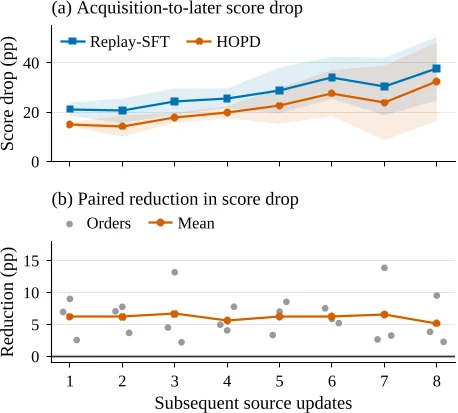 (a) Acquisition-to-later score drop
Replay-SFT
HOPD
Score drop (pp)
40
20
0
(b) Paired reduction in score drop
Orders
Mean
Reduction (pp)
15
10
5
0
1 2 3 4 5 6 7 8
Subsequent source updates